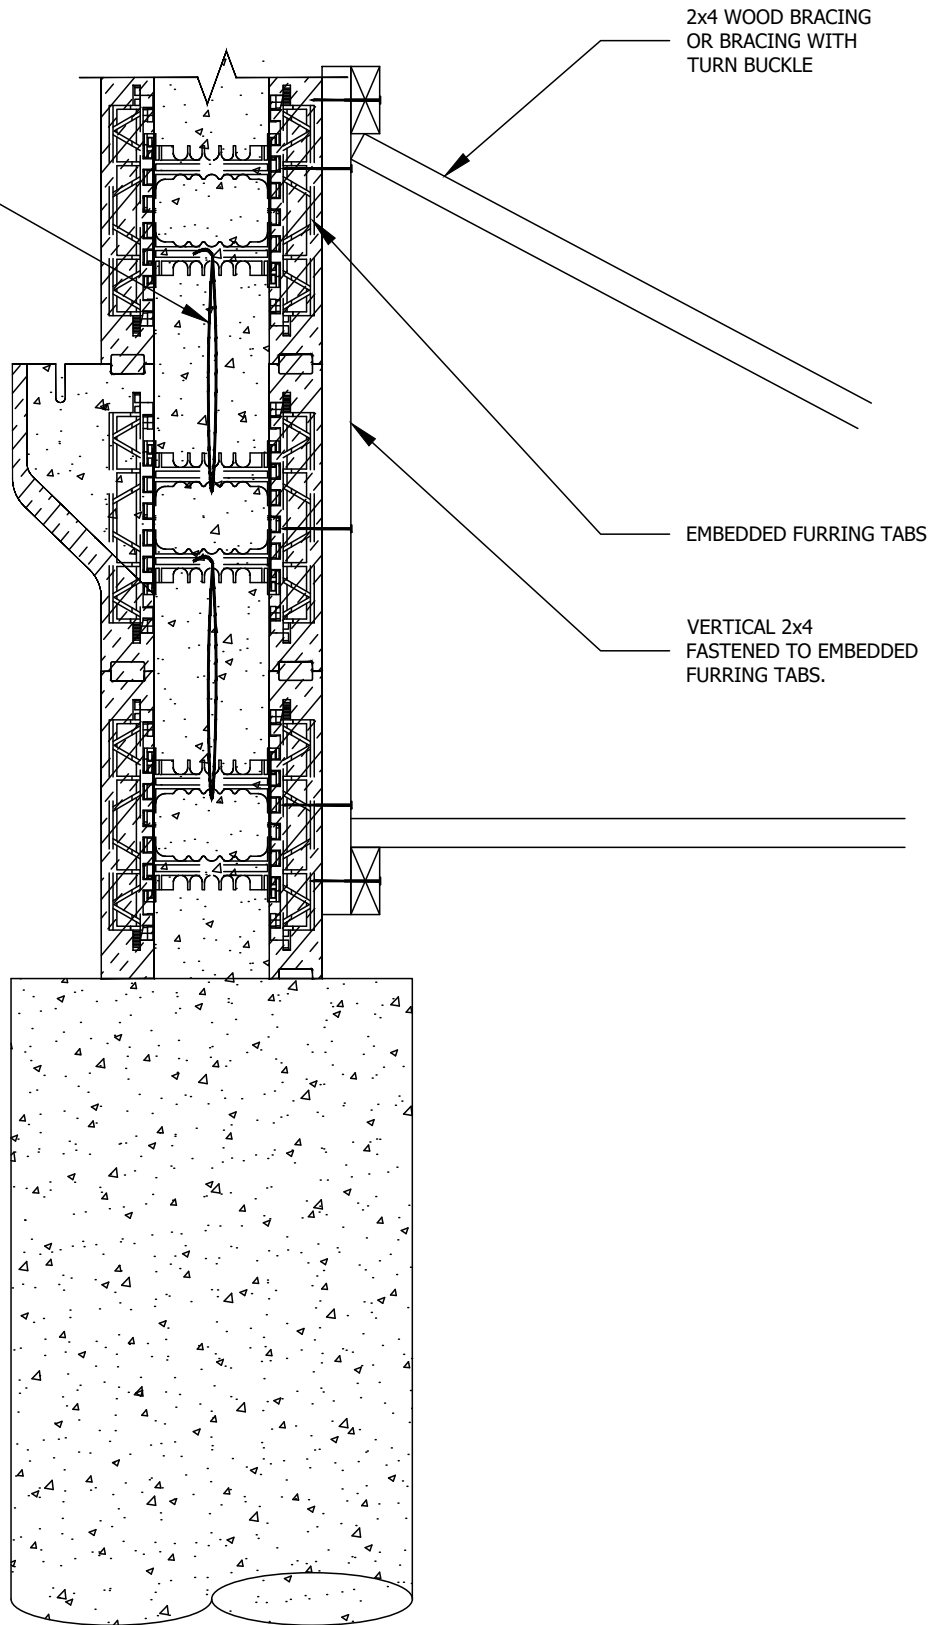 2x4 WOOD BRACING
OR BRACING WITH
TURN BUCKLE
EMBEDDED FURRING TABS
VERTICAL 2x4
FASTENED TO EMBEDDED
FURRING TABS.